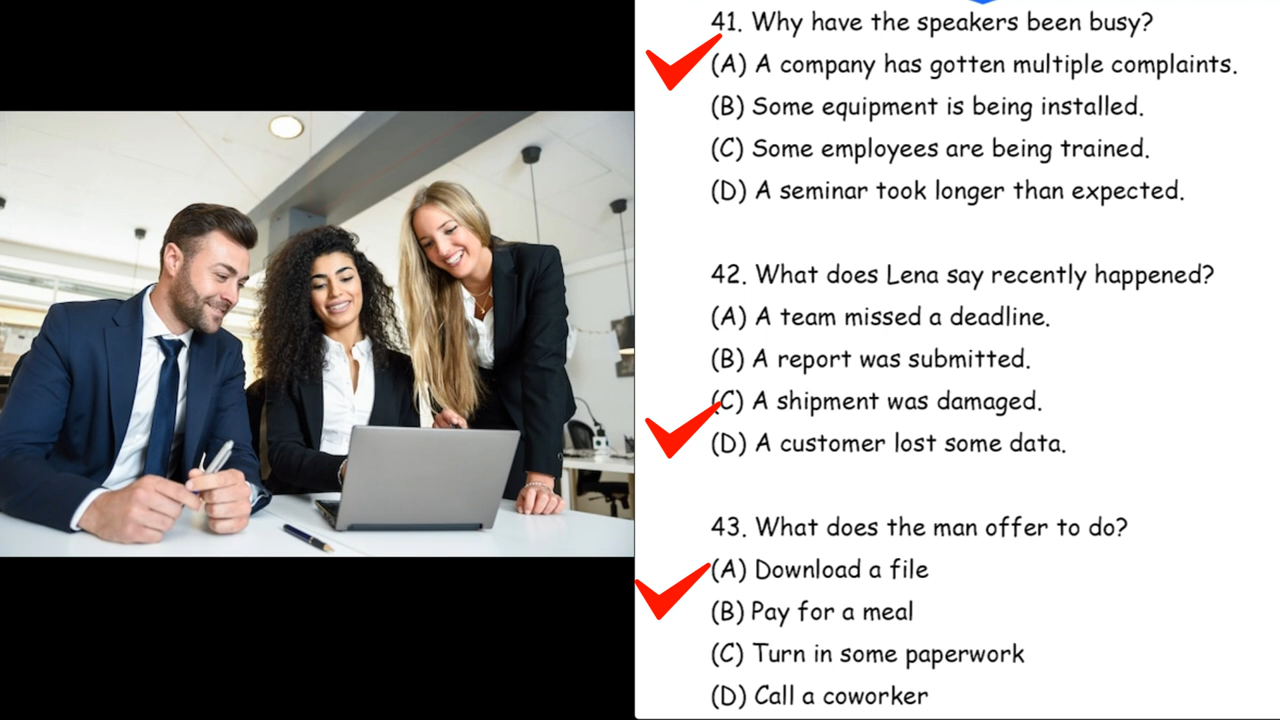 41. Why have the speakers been busy?
(A) A company has gotten multiple complaints.
(B) Some equipment is being installed.
(C) Some employees are being trained.
(D) A seminar took longer than expected.
42. What does Lena say recently happened?
(A) A team missed a deadline.
(B) A report was submitted.
(C) A shipment was damaged.
(D) A customer lost some data.
43. What does the man offer to do?
(A) Download a file
(B) Pay for a meal
(C) Turn in some paperwork
(D) Call a coworker